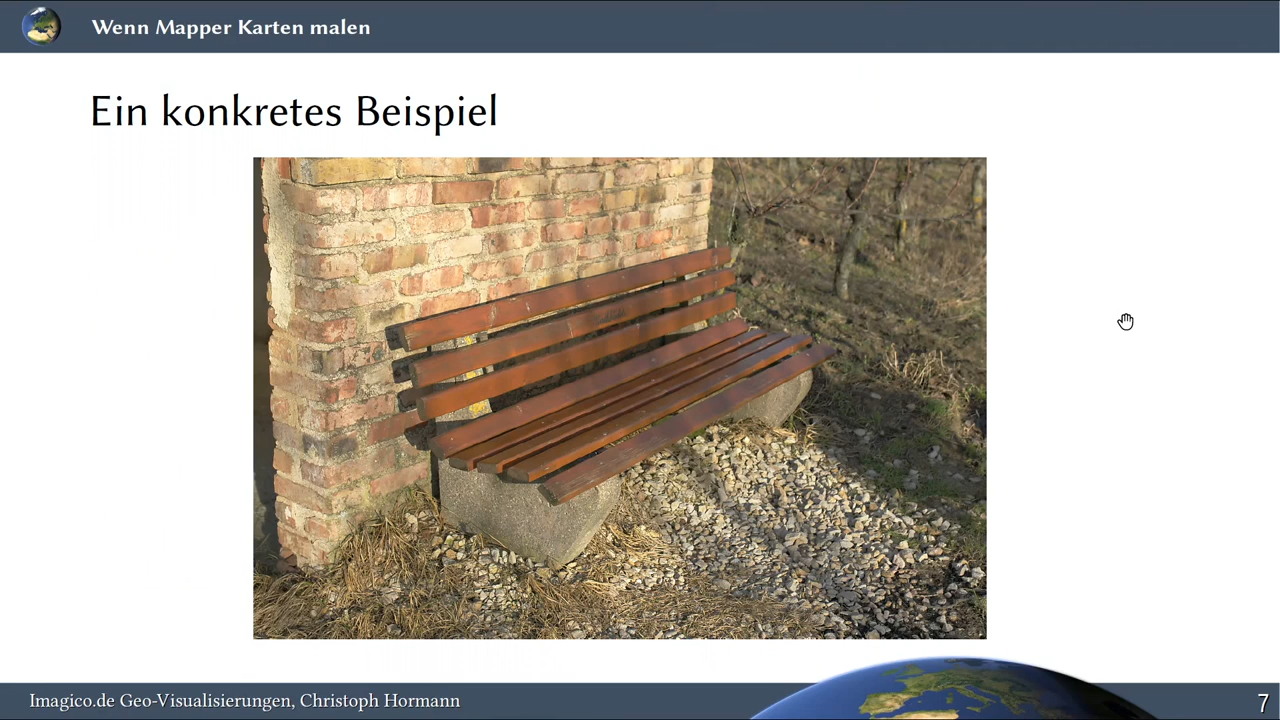 Wenn Mapper Karten malen
Ein konkretes Beispiel
Imagico.de Geo-Visualisierungen, Christoph Hormann
7